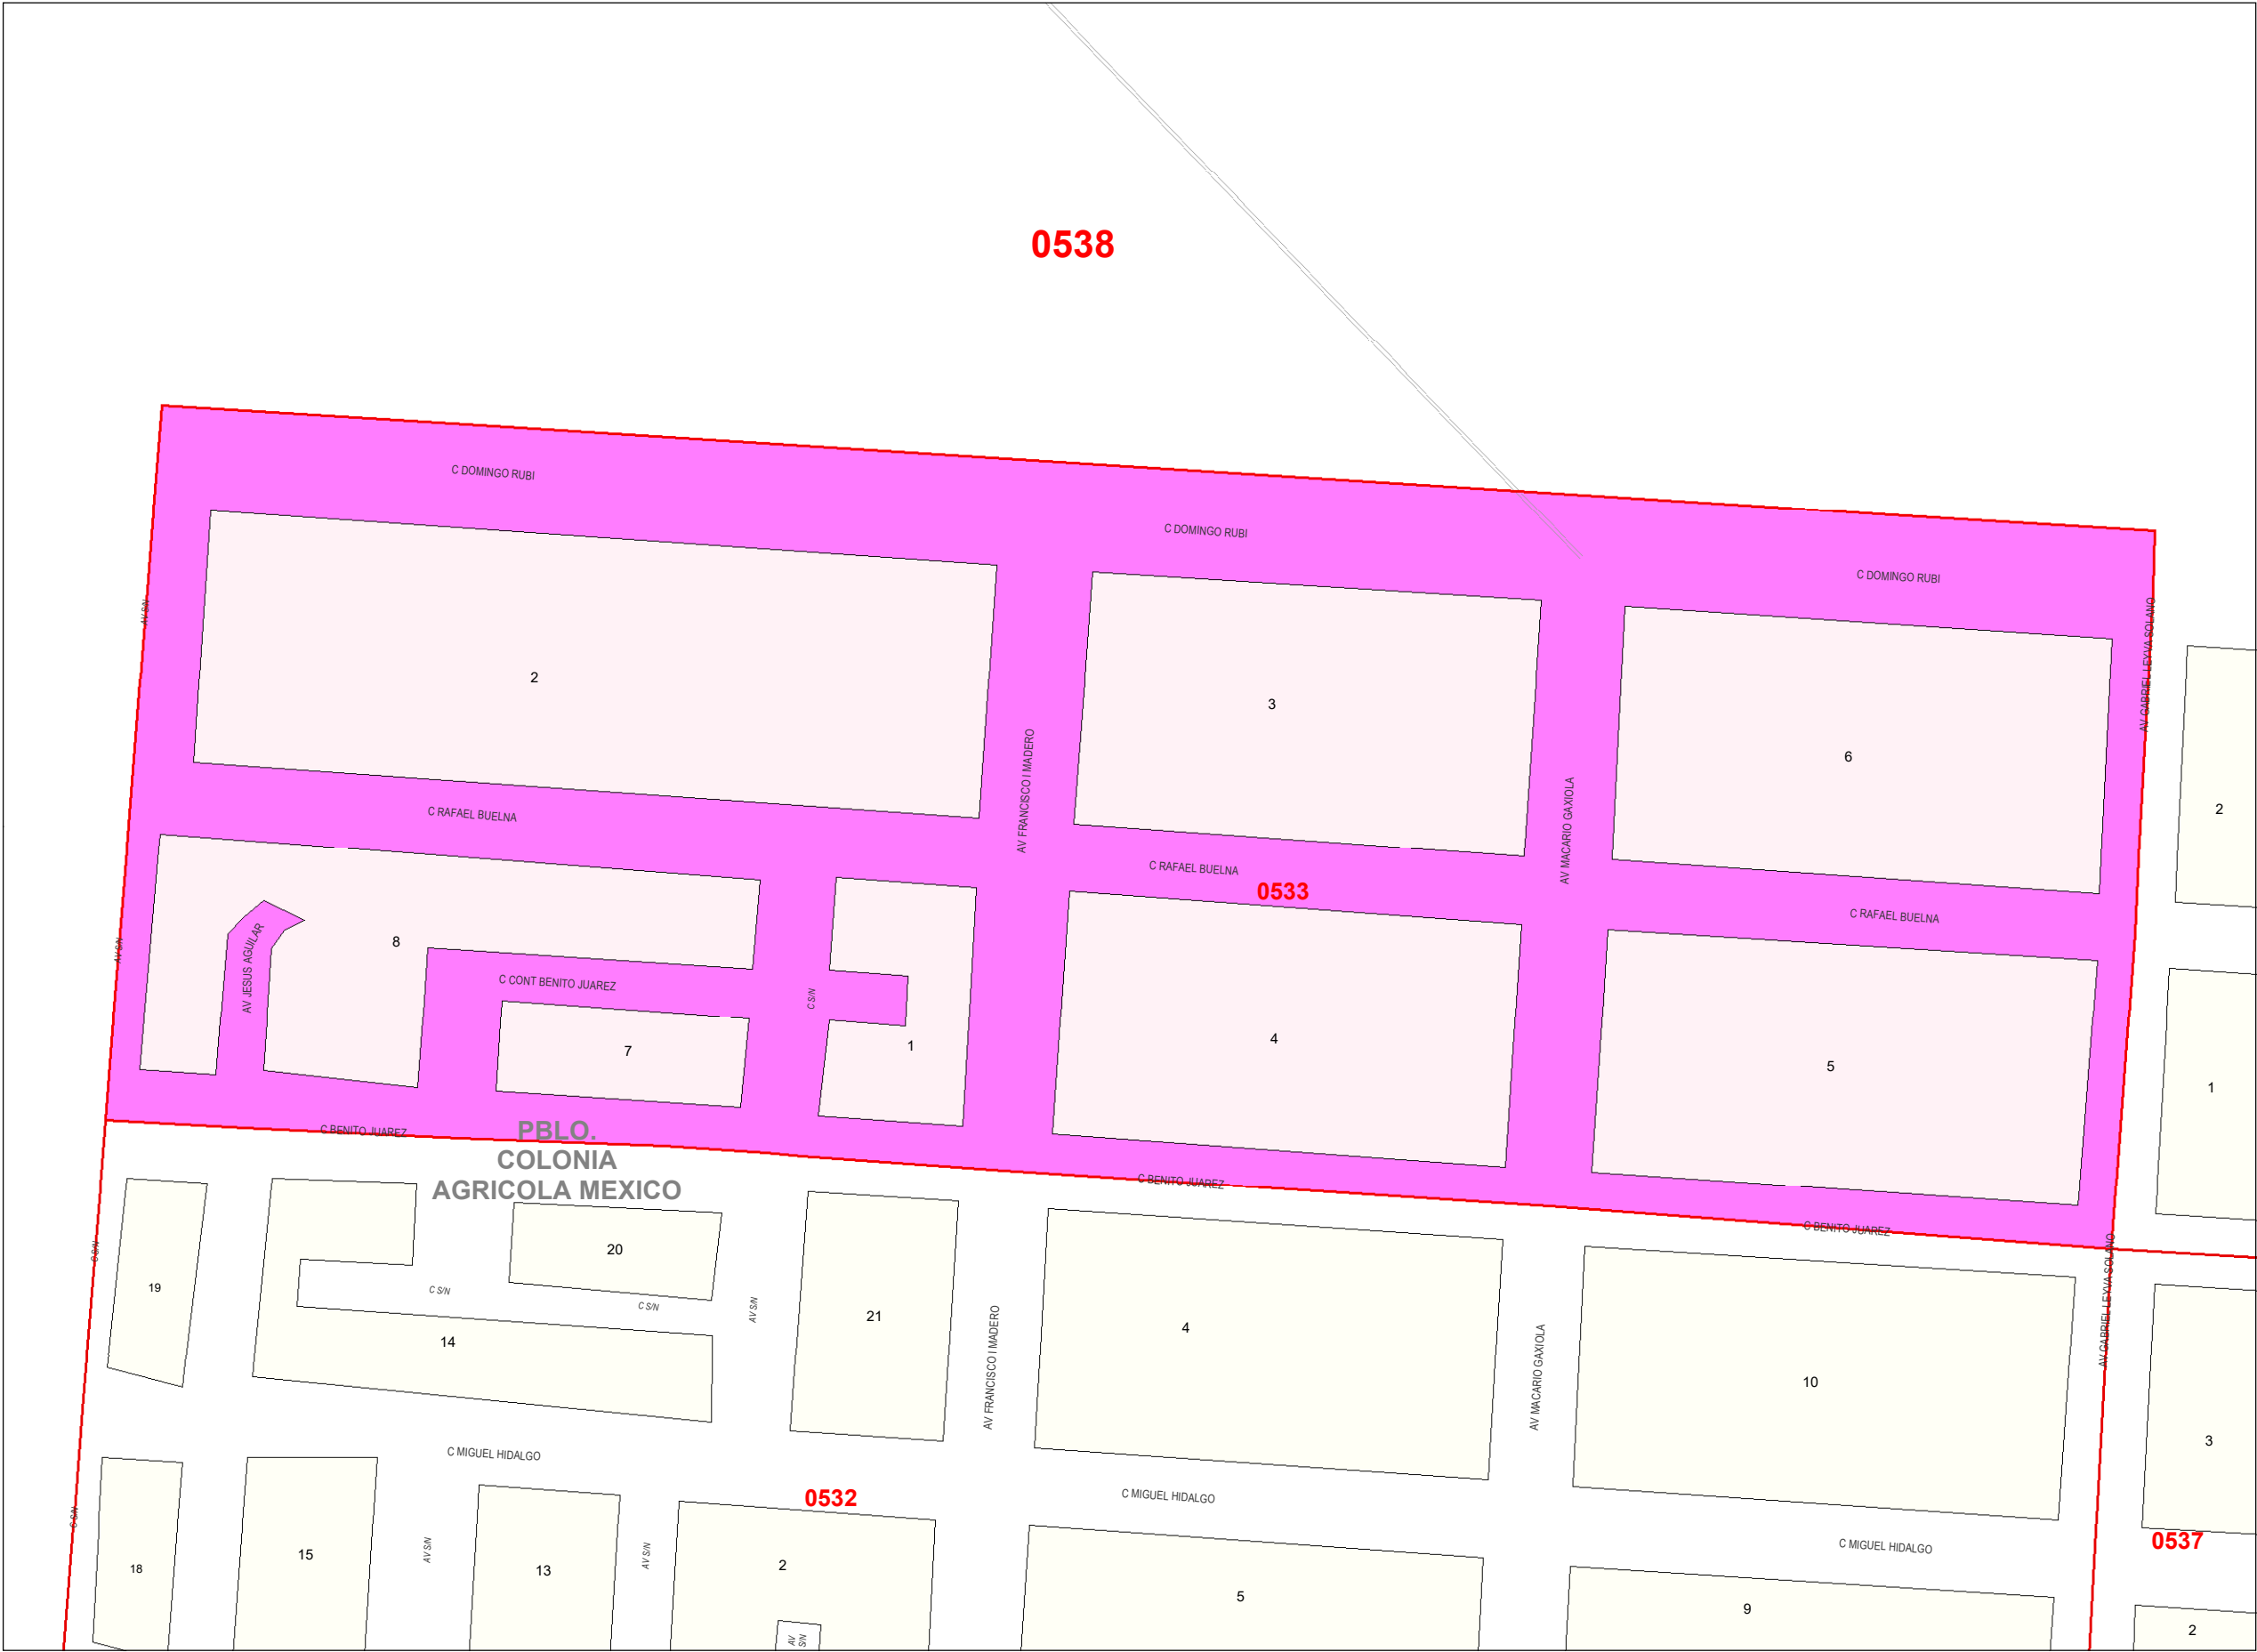 0538
C DOMINGO RUBI
C DOMINGO RUBI
C DOMINGO RUBI
AV S/N
AV GABRIEL LEYVA SOLANO
2
3
6
AV FRANCISCO I MADERO
AV MACARIO GAXIOLA
2
C RAFAEL BUELNA
C RAFAEL BUELNA
0533
C RAFAEL BUELNA
AV S/N
AV JESUS AGUILAR
8
C CONT BENITO JUAREZ
C S/N
7
1
4
5
1
C BENITO JUAREZ
PBLO.
COLONIA
AGRICOLA MEXICO
C BENITO JUAREZ
C BENITO JUAREZ
C S/N
19
20
C S/N
C S/N
AV S/N
14
21
AV FRANCISCO I MADERO
4
AV MACARIO GAXIOLA
10
AV GABRIEL LEYVA SOLANO
3
C MIGUEL HIDALGO
0532
C MIGUEL HIDALGO
C MIGUEL HIDALGO
0537
C S/N
18
15
AV S/N
13
AV S/N
2
AV
S/N
5
9
2